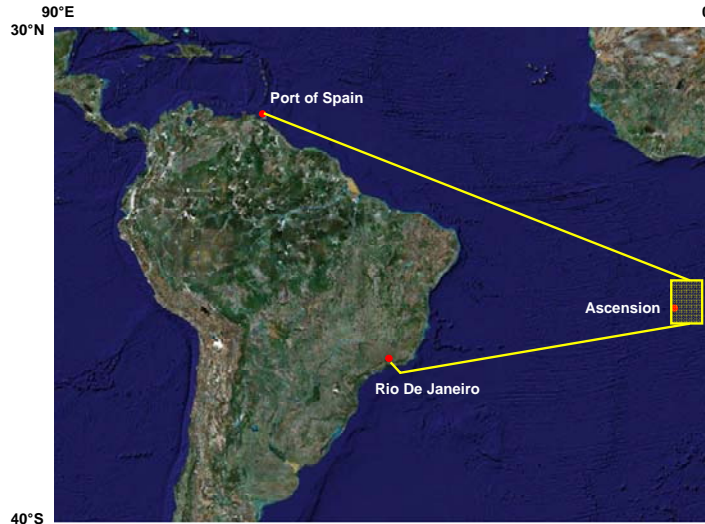 90°E
30°N
Port of Spain
Ascension
Rio De Janeiro
40°S